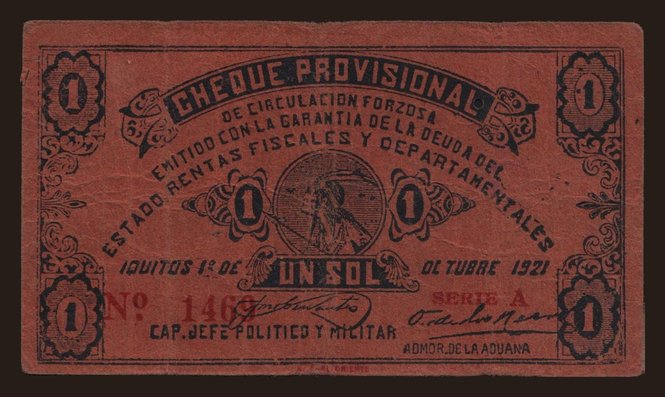 1 CHEQUE PROVISIONAL 1
DE CIRCULACIÓN FORZOSA
EMITIDO CON LA GARANTIA DE LA DEUDA DEL
ESTADO RENTAS FISCALES Y DEPARTAMENTALES
1 1
IQUITOS 1º DE OCTUBRE 1921
UN SOL
Nº 1469 SERIE A
1 1
CAP. JEFE POLITICO Y MILITAR
ADMOR. DE LA ADUANA